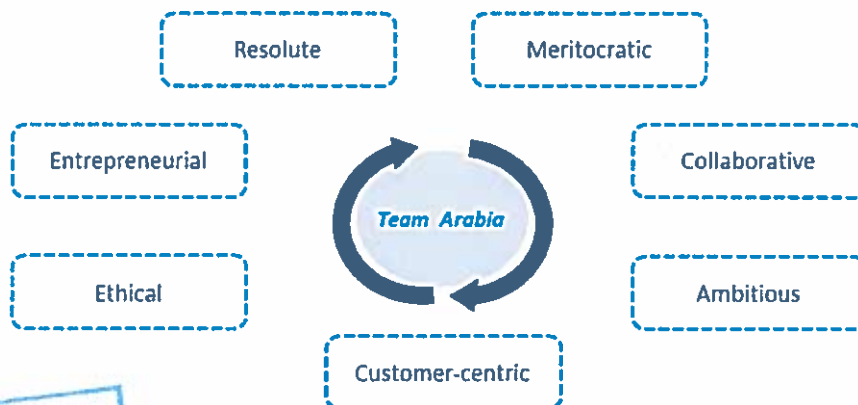 Resolute
Meritocratic
Entrepreneurial
Collaborative
Team Arabia
Ethical
Ambitious
Customer-centric